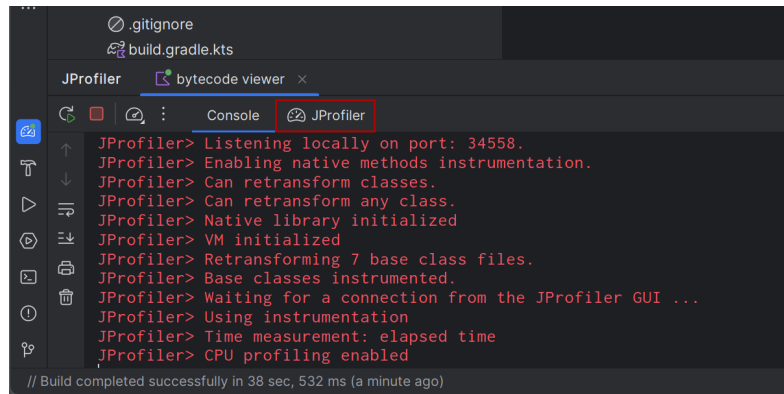 .gitignore
build.gradle.kts
JProfiler bytecode viewer
Console JProfiler
JProfiler> Listening locally on port: 34558.
JProfiler> Enabling native methods instrumentation.
JProfiler> Can retransform classes.
JProfiler> Can retransform any class.
JProfiler> Native library initialized
JProfiler> VM initialized
JProfiler> Retransforming 7 base class files.
JProfiler> Base classes instrumented.
JProfiler> Waiting for a connection from the JProfiler GUI ...
JProfiler> Using instrumentation
JProfiler> Time measurement: elapsed time
JProfiler> CPU profiling enabled
// Build completed successfully in 38 sec, 532 ms (a minute ago)